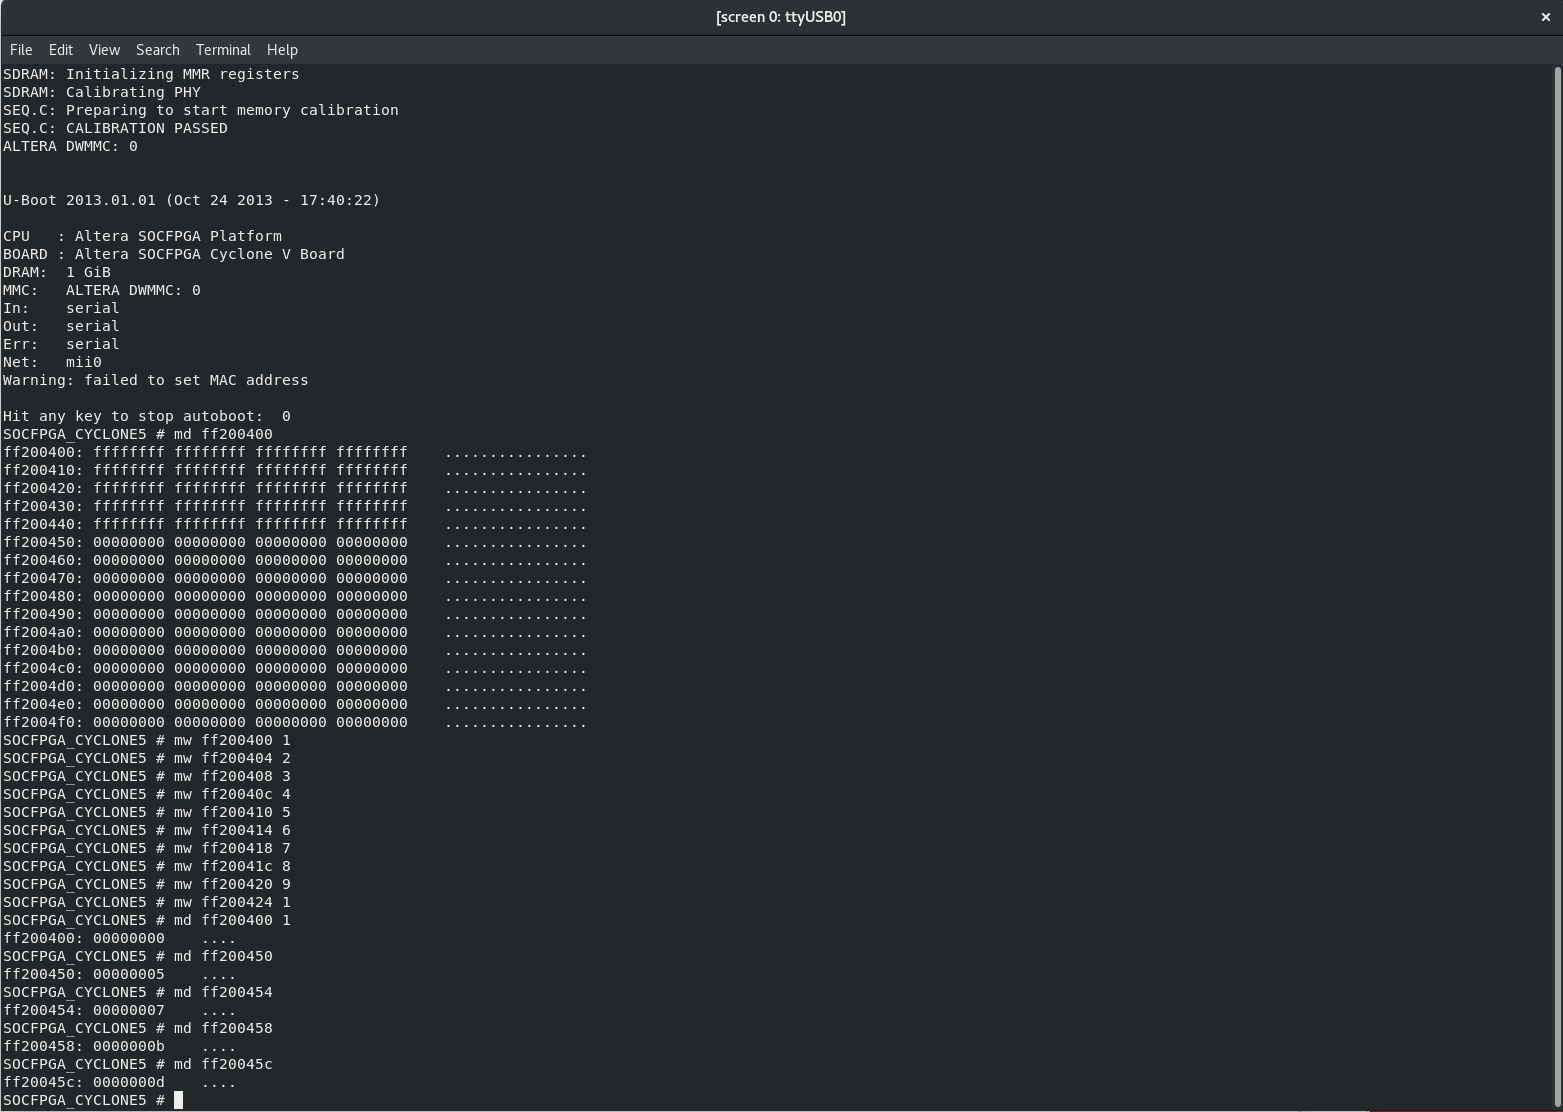 [screen 0: ttyUSB0]
×
File Edit View Search Terminal Help
SDRAM: Initializing MMR registers
SDRAM: Calibrating PHY
SEQ.C: Preparing to start memory calibration
SEQ.C: CALIBRATION PASSED
ALTERA DWMMC: 0
U-Boot 2013.01.01 (Oct 24 2013 - 17:40:22)
CPU   : Altera SOCFPGA Platform
BOARD : Altera SOCFPGA Cyclone V Board
DRAM:  1 GiB
MMC:   ALTERA DWMMC: 0
In:    serial
Out:   serial
Err:   serial
Net:   mii0
Warning: failed to set MAC address
Hit any key to stop autoboot:  0
SOCFPGA_CYCLONE5 # md ff200400
ff200400: ffffffff ffffffff ffffffff ffffffff    ................
ff200410: ffffffff ffffffff ffffffff ffffffff    ................
ff200420: ffffffff ffffffff ffffffff ffffffff    ................
ff200430: ffffffff ffffffff ffffffff ffffffff    ................
ff200440: ffffffff ffffffff ffffffff ffffffff    ................
ff200450: 00000000 00000000 00000000 00000000    ................
ff200460: 00000000 00000000 00000000 00000000    ................
ff200470: 00000000 00000000 00000000 00000000    ................
ff200480: 00000000 00000000 00000000 00000000    ................
ff200490: 00000000 00000000 00000000 00000000    ................
ff2004a0: 00000000 00000000 00000000 00000000    ................
ff2004b0: 00000000 00000000 00000000 00000000    ................
ff2004c0: 00000000 00000000 00000000 00000000    ................
ff2004d0: 00000000 00000000 00000000 00000000    ................
ff2004e0: 00000000 00000000 00000000 00000000    ................
ff2004f0: 00000000 00000000 00000000 00000000    ................
SOCFPGA_CYCLONE5 # mw ff200400 1
SOCFPGA_CYCLONE5 # mw ff200404 2
SOCFPGA_CYCLONE5 # mw ff200408 3
SOCFPGA_CYCLONE5 # mw ff20040c 4
SOCFPGA_CYCLONE5 # mw ff200410 5
SOCFPGA_CYCLONE5 # mw ff200414 6
SOCFPGA_CYCLONE5 # mw ff200418 7
SOCFPGA_CYCLONE5 # mw ff20041c 8
SOCFPGA_CYCLONE5 # mw ff200420 9
SOCFPGA_CYCLONE5 # mw ff200424 1
SOCFPGA_CYCLONE5 # md ff200400 1
ff200400: 00000000    ....
SOCFPGA_CYCLONE5 # md ff200450
ff200450: 00000005    ....
SOCFPGA_CYCLONE5 # md ff200454
ff200454: 00000007    ....
SOCFPGA_CYCLONE5 # md ff200458
ff200458: 0000000b    ....
SOCFPGA_CYCLONE5 # md ff20045c
ff20045c: 0000000d    ....
SOCFPGA_CYCLONE5 #